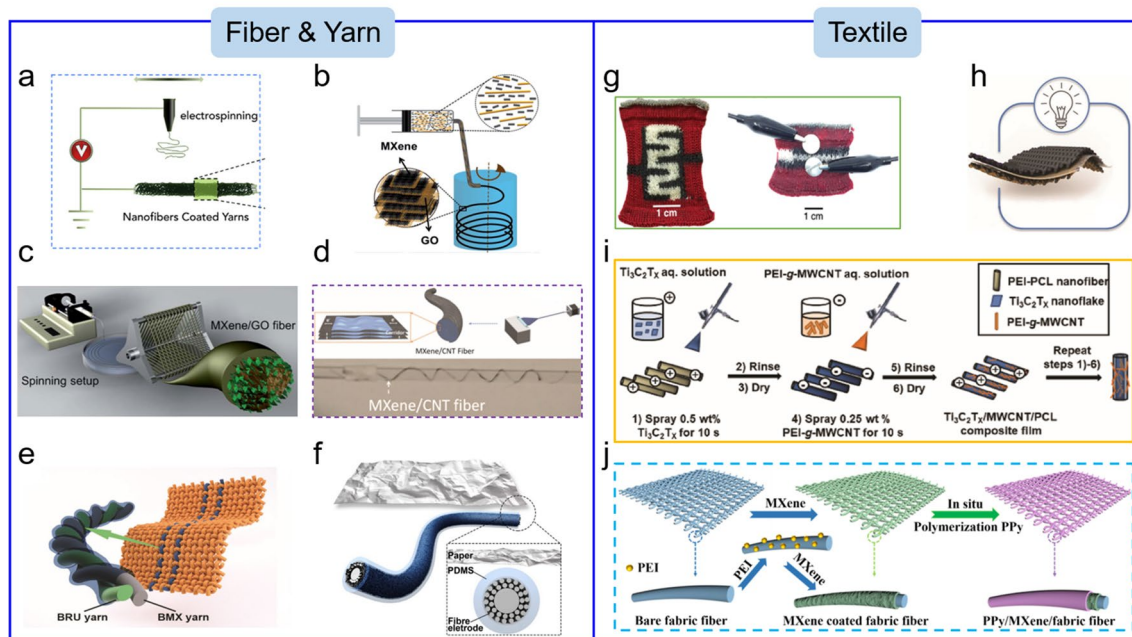 Fiber & Yarn
Textile
a
electrospinning
V
Nanofibers Coated Yarns
b
MXene
GO
c
MXene/GO fiber
Spinning setup
d
MXene/CNT Fiber
MXene/CNT fiber
e
BRU yarn
BMX yarn
f
Paper
PDMS
Fibre
eletrode
g
1 cm
1 cm
h
i
Ti₃C₂Tₓ aq. solution
PEI-g-MWCNT aq. solution
PEI-PCL nanofiber
Ti₃C₂Tₓ nanoflake
PEI-g-MWCNT
2) Rinse
3) Dry
5) Rinse
6) Dry
Repeat
steps 1)-6)
1) Spray 0.5 wt%
Ti₃C₂Tₓ for 10 s
4) Spray 0.25 wt %
PEI-g-MWCNT for 10 s
Ti₃C₂Tₓ/MWCNT/PCL
composite film
j
MXene
In situ
Polymerization PPy
PEI
PEI
MXene
Bare fabric fiber
MXene coated fabric fiber
PPy/MXene/fabric fiber